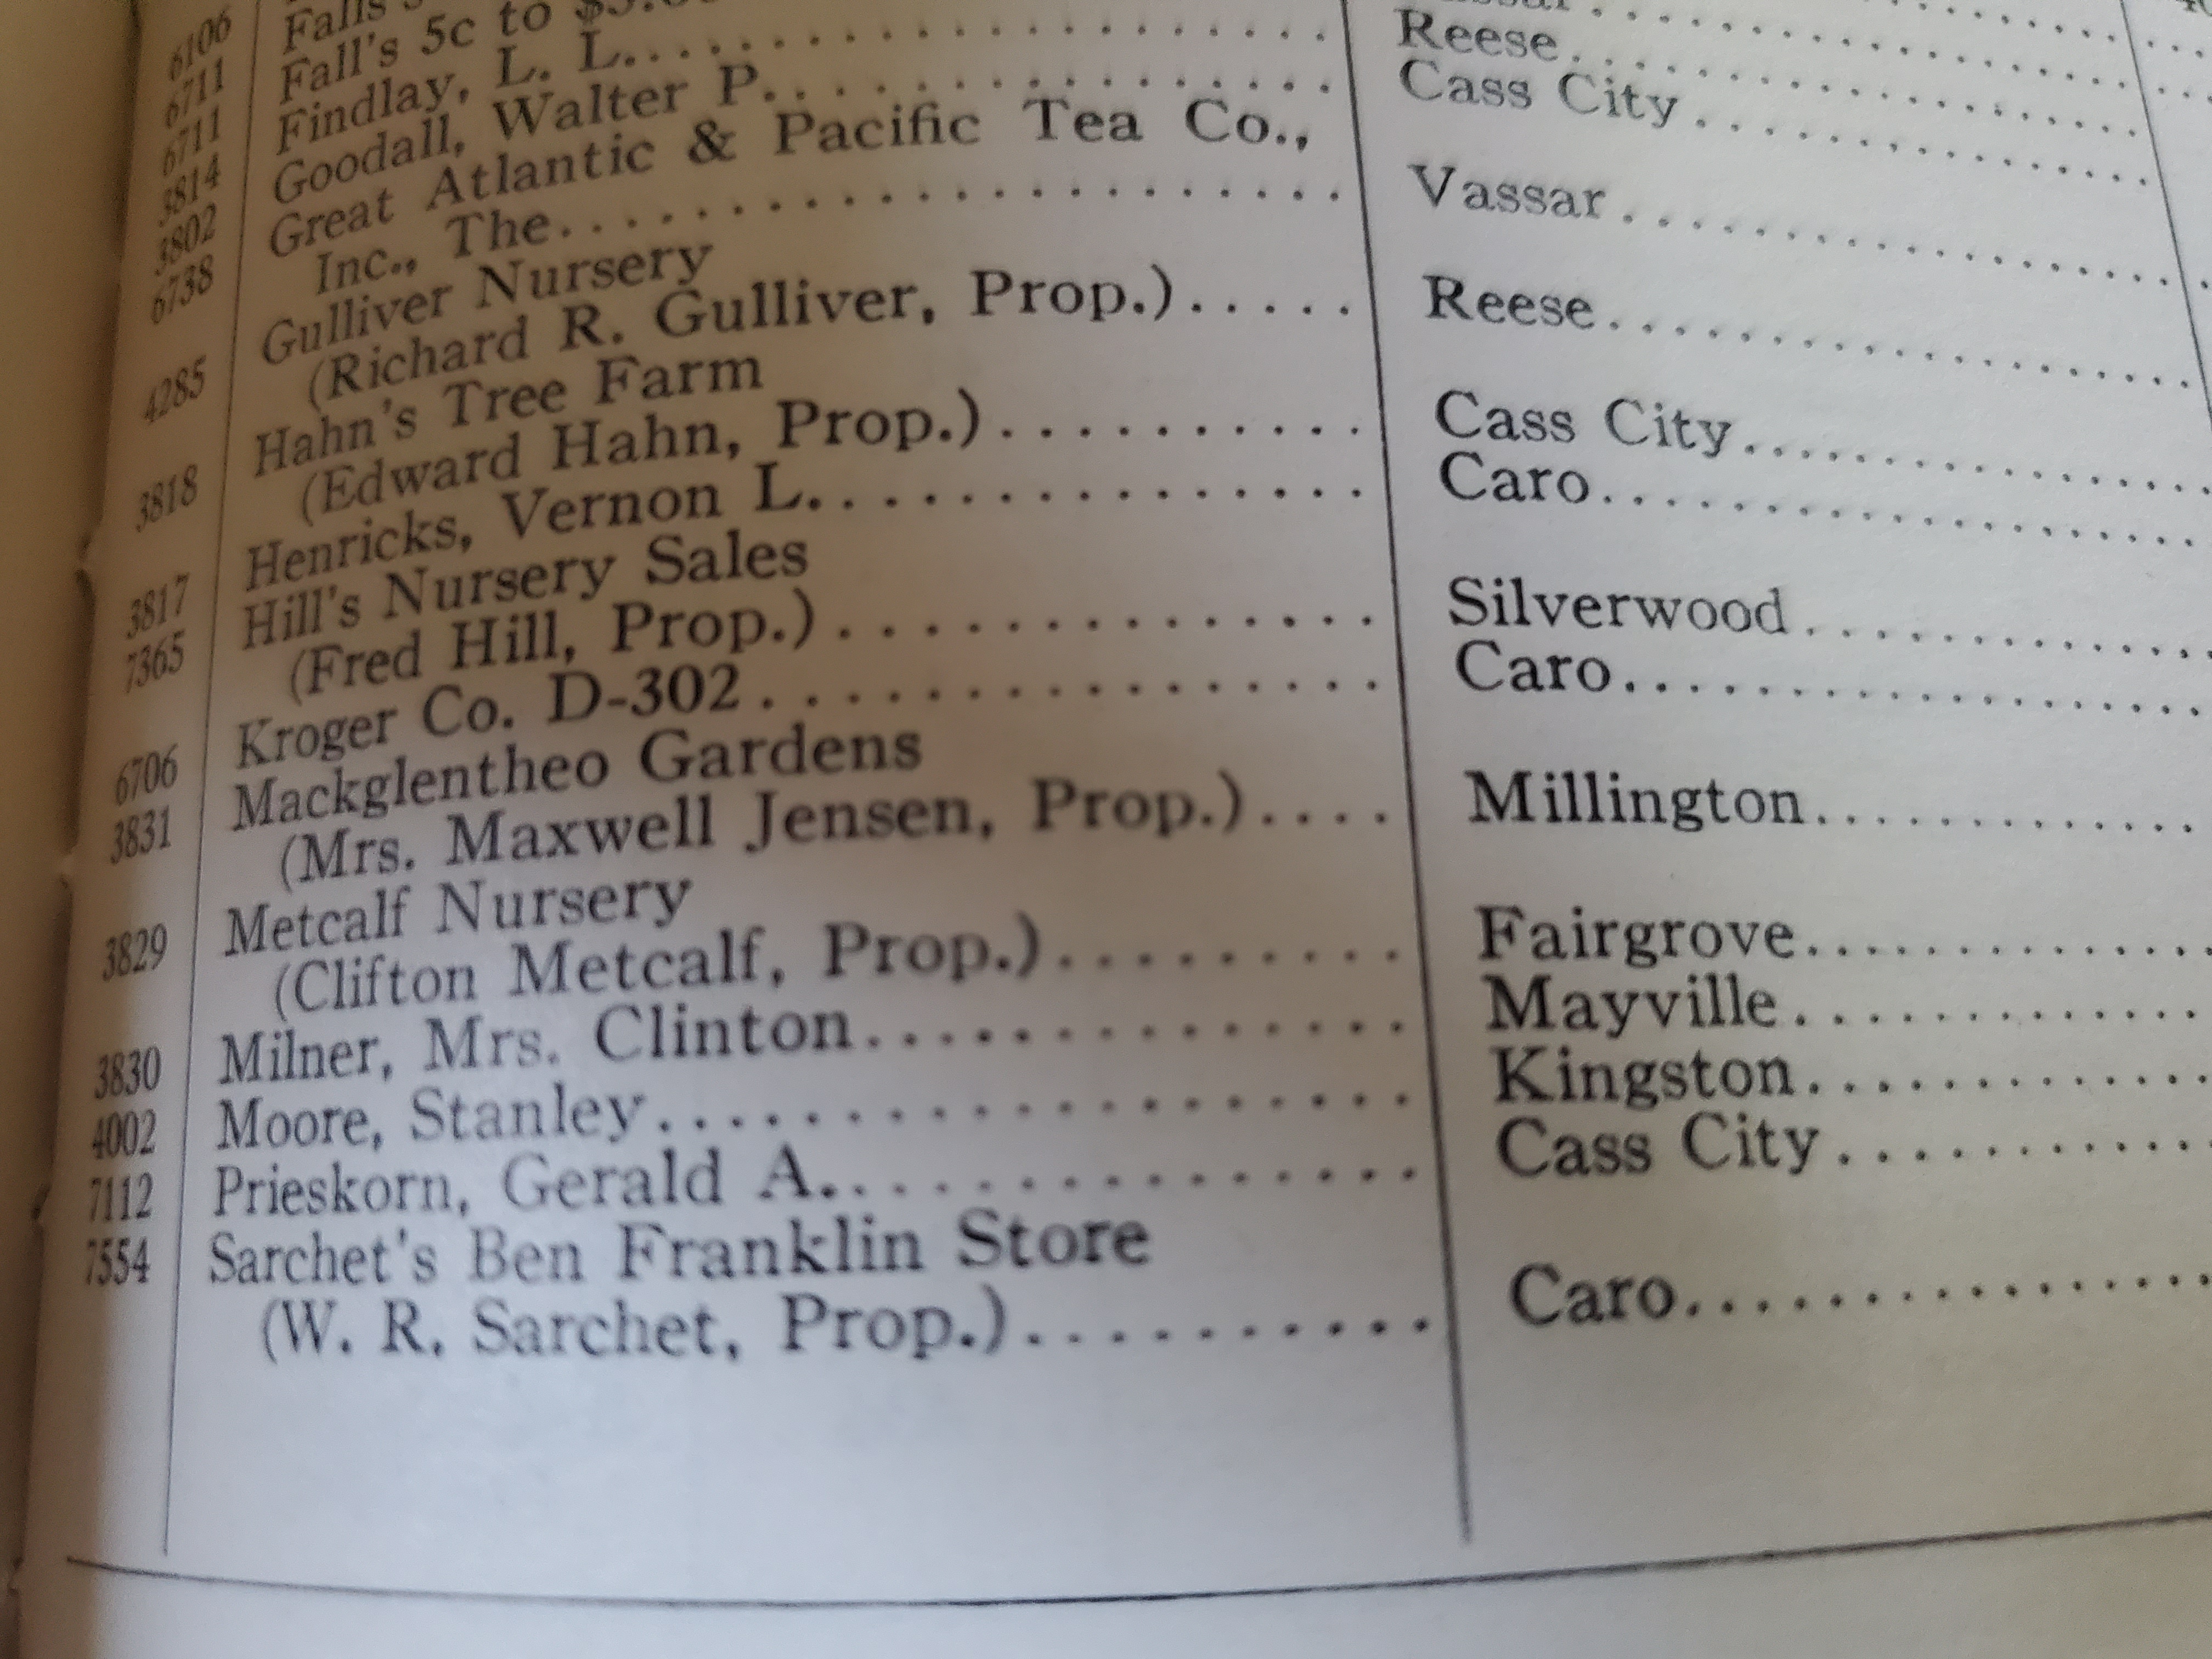 6106
6711 Falls
6711 Fall's 5c to
3814 Findlay, L. L. Reese
3802 Goodall, Walter P. Cass City
6738 Great Atlantic & Pacific Tea Co.,
Inc., The Vassar
4285 Gulliver Nursery
(Richard R. Gulliver, Prop.) Reese
3818 Hahn's Tree Farm
(Edward Hahn, Prop.) Cass City
3817 Henricks, Vernon L. Caro
7365 Hill's Nursery Sales
(Fred Hill, Prop.) Silverwood
6706 Kroger Co. D-302 Caro
3831 Mackglentheo Gardens
(Mrs. Maxwell Jensen, Prop.) Millington
3829 Metcalf Nursery
(Clifton Metcalf, Prop.) Fairgrove
3830 Milner, Mrs. Clinton Mayville
4002 Moore, Stanley Kingston
7112 Prieskorn, Gerald A. Cass City
7554 Sarchet's Ben Franklin Store
(W. R. Sarchet, Prop.) Caro